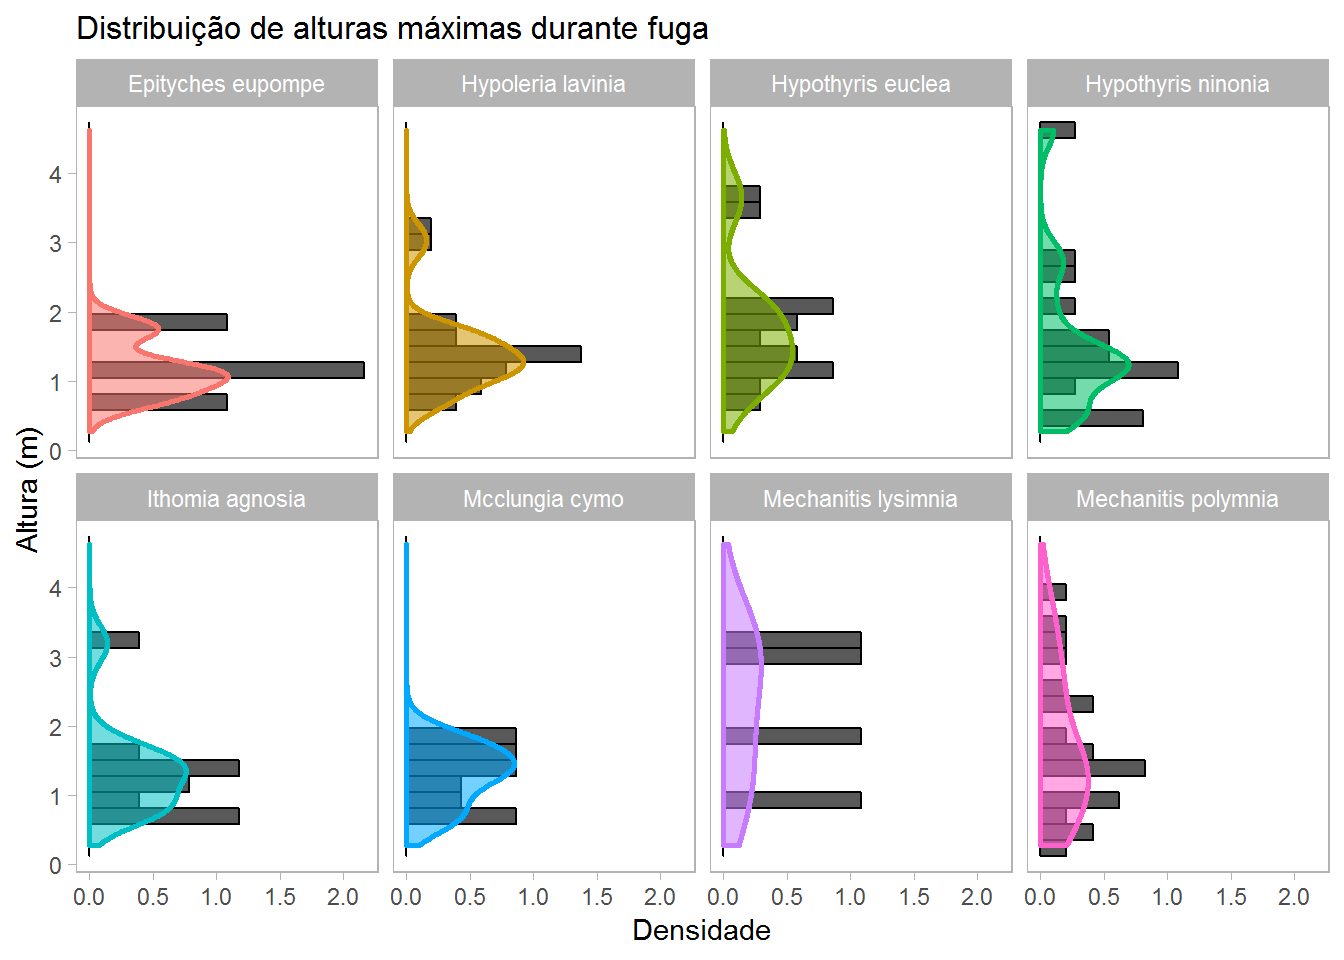 Distribuição de alturas máximas durante fuga
Epityches eupompe
Hypoleria lavinia
Hypothyris euclea
Hypothyris ninonia
4
3
2
1
0
Ithomia agnosia
Mcclungia cymo
Mechanitis lysimnia
Mechanitis polymnia
4
3
2
1
0
Altura (m)
0.0 0.5 1.0 1.5 2.0
0.0 0.5 1.0 1.5 2.0
0.0 0.5 1.0 1.5 2.0
0.0 0.5 1.0 1.5 2.0
Densidade